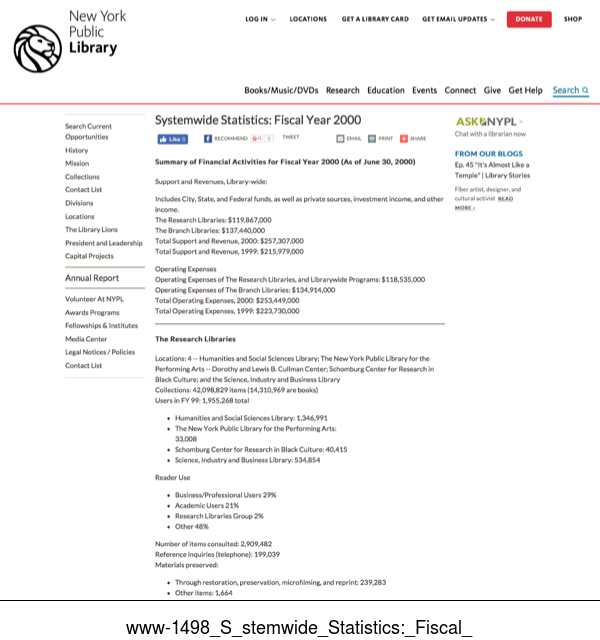 New York
Public
Library
LOG IN LOCATIONS GET A LIBRARY CARD GET EMAIL UPDATES DONATE SHOP
Books/Music/DVDs Research Education Events Connect Give Get Help Search
Search Current
Opportunities
History
Mission
Collections
Contact List
Divisions
Locations
The Library Lions
President and Leadership
Capital Projects
Annual Report
Volunteer At NYPL
Awards Programs
Fellowships & Institutes
Media Center
Legal Notices / Policies
Contact List
Systemwide Statistics: Fiscal Year 2000
Like 0 RECOMMEND G+1 0 TWEET EMAIL PRINT SHARE
Summary of Financial Activities for Fiscal Year 2000 (As of June 30, 2000)
Support and Revenues, Library-wide:
Includes City, State, and Federal funds, as well as private sources, investment income, and other
income.
The Research Libraries: $119,867,000
The Branch Libraries: $137,440,000
Total Support and Revenue, 2000: $257,307,000
Total Support and Revenue, 1999: $215,979,000
Operating Expenses
Operating Expenses of The Research Libraries, and Librarywide Programs: $118,535,000
Operating Expenses of The Branch Libraries: $134,914,000
Total Operating Expenses, 2000: $253,449,000
Total Operating Expenses, 1999: $223,730,000
The Research Libraries
Locations: 4 -- Humanities and Social Sciences Library; The New York Public Library for the
Performing Arts -- Dorothy and Lewis B. Cullman Center; Schomburg Center for Research in
Black Culture; and the Science, Industry and Business Library
Collections: 42,098,829 items (14,310,969 are books)
Users in FY 99: 1,955,268 total
• Humanities and Social Sciences Library: 1,346,991
• The New York Public Library for the Performing Arts:
33,008
• Schomburg Center for Research in Black Culture: 40,415
• Science, Industry and Business Library: 534,854
Reader Use
• Business/Professional Users 29%
• Academic Users 21%
• Research Libraries Group 2%
• Other 48%
Number of items consulted: 2,909,482
Reference inquiries (telephone): 199,039
Materials preserved:
• Through restoration, preservation, microfilming, and reprint: 239,283
• Other items: 1,664
ASK NYPL >
Chat with a librarian now
FROM OUR BLOGS
Ep. 45 "It's Almost Like a
Temple" | Library Stories
Fiber artist, designer, and
cultural activist READ
MORE ›
www-1498_S_stemwide_Statistics:_Fiscal_